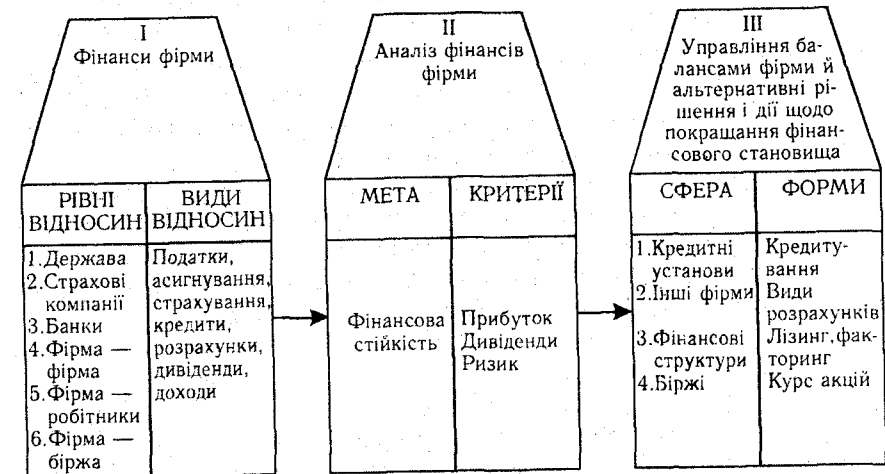 I
Фінанси фірми
РІВНІ
ВІДНОСИН
ВИДИ
ВІДНОСИН
1.Держава
2.Страхові
компанії
3.Банки
4.Фірма —
фірма
5.Фірма —
робітники
6.Фірма —
біржа
Податки,
асигнування,
страхування,
кредити,
розрахунки,
дивіденди,
доходи
II
Аналіз фінансів
фірми
МЕТА
КРИТЕРІЇ
Фінансова
стійкість
Прибуток
Дивіденди
Ризик
III
Управління ба-
лансами фірми й
альтернативні рі-
шення і дії щодо
покращання фінан-
сового становища
СФЕРА
ФОРМИ
1.Кредитні
установи
2.Інші фірми
3.Фінансові
структури
4.Біржі
Кредиту-
вання
Види
розрахунків
Лізинг,фак-
торинг
Курс акцій